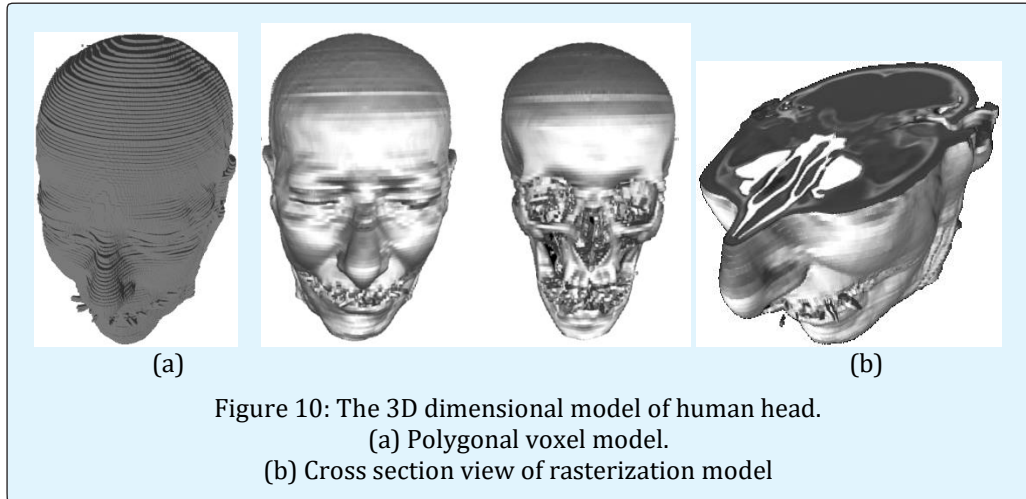 (a)
(b)
Figure 10: The 3D dimensional model of human head.
(a) Polygonal voxel model.
(b) Cross section view of rasterization model